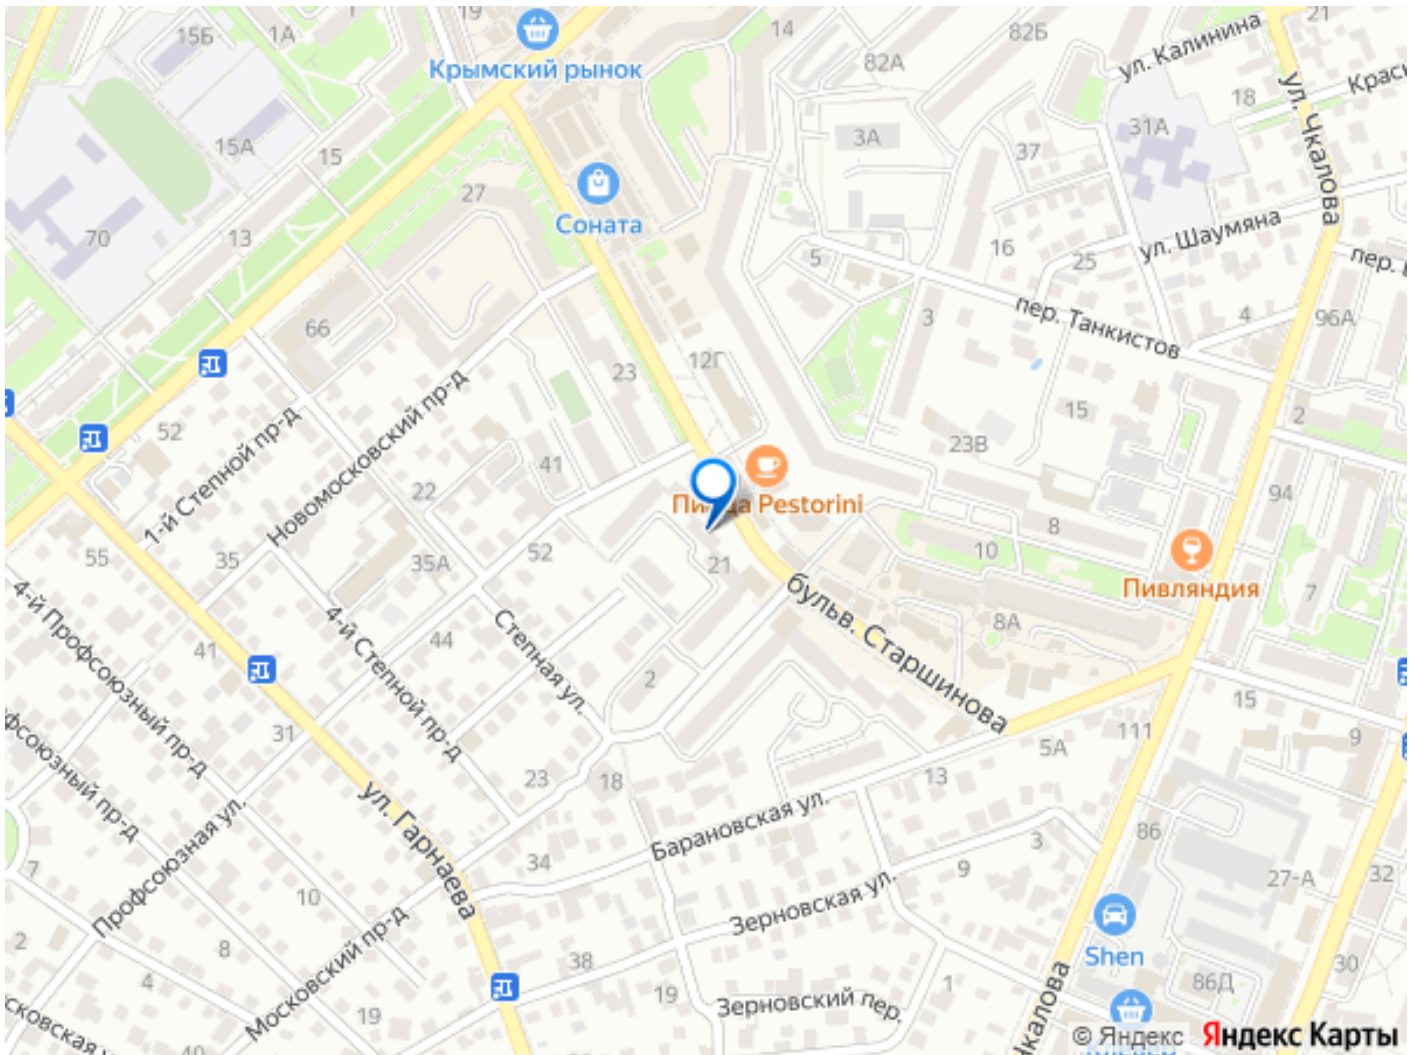 15Б
1А
19
Крымский рынок
14
82А
82Б
ул. Калинина
21
ул. Чкалова
18
31А
3А
37
15А
15
27
Соната
70
13
16
25
ул. Шаумяна
5
пер. Танкистов
4
96А
3
66
12Г
23
52
1-й Степной пр-д
Новомосковский пр-д
41
22
15
2
23В
94
Pestorini
8
10
55
35
35А
52
21
Пивляндия
7
бульв. Старшинова
8А
4-й Профсоюзный пр-д
4-й Степной пр-д
Степная ул.
41
44
2
31
15
9
111
5А
13
23
18
ул. Гарнаева
Барановская ул.
86
3
9
34
27-А
32
Профсоюзная ул.
7
10
Зерновская ул.
Shen
2
8
4
Московский пр-д
38
19
19
Зерновский пер.
1
86Д
30
38
© Яндекс Яндекс Карты